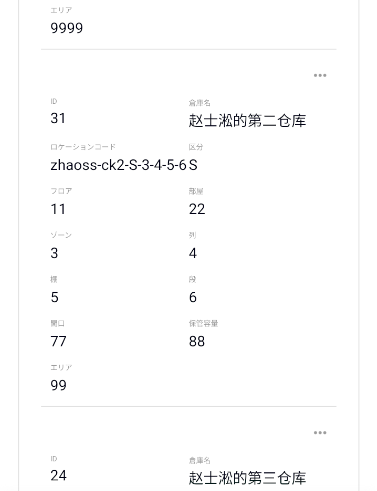 エリア
9999
ID 倉庫名
31 赵士淞的第二仓库
ロケーションコード 区分
zhaoss-ck2-S-3-4-5-6 S
フロア 部屋
11 22
ゾーン 列
3 4
棚 段
5 6
間口 保管容量
77 88
エリア
99
ID 倉庫名
24 赵士淞的第三仓库